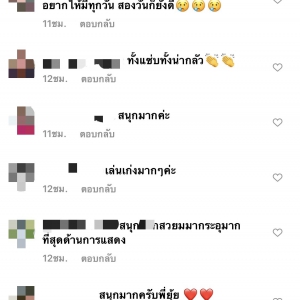 อยากให้มีทุกวัน สองวันก็ยังดี😢😢😢
11ชม. ตอบกลับ
ทั้งแซ่บทั้งน่ากลัว👏👏
12ชม. ตอบกลับ
สนุกมากค่ะ
11ชม. ตอบกลับ
เล่นเก่งมากๆค่ะ
12ชม. ตอบกลับ
สนุก กสวยมมากระอุมาก
ที่สุดด้านการแสดง
12ชม. ตอบกลับ
สนุกมากครับพี่ยุ้ย ❤️❤️